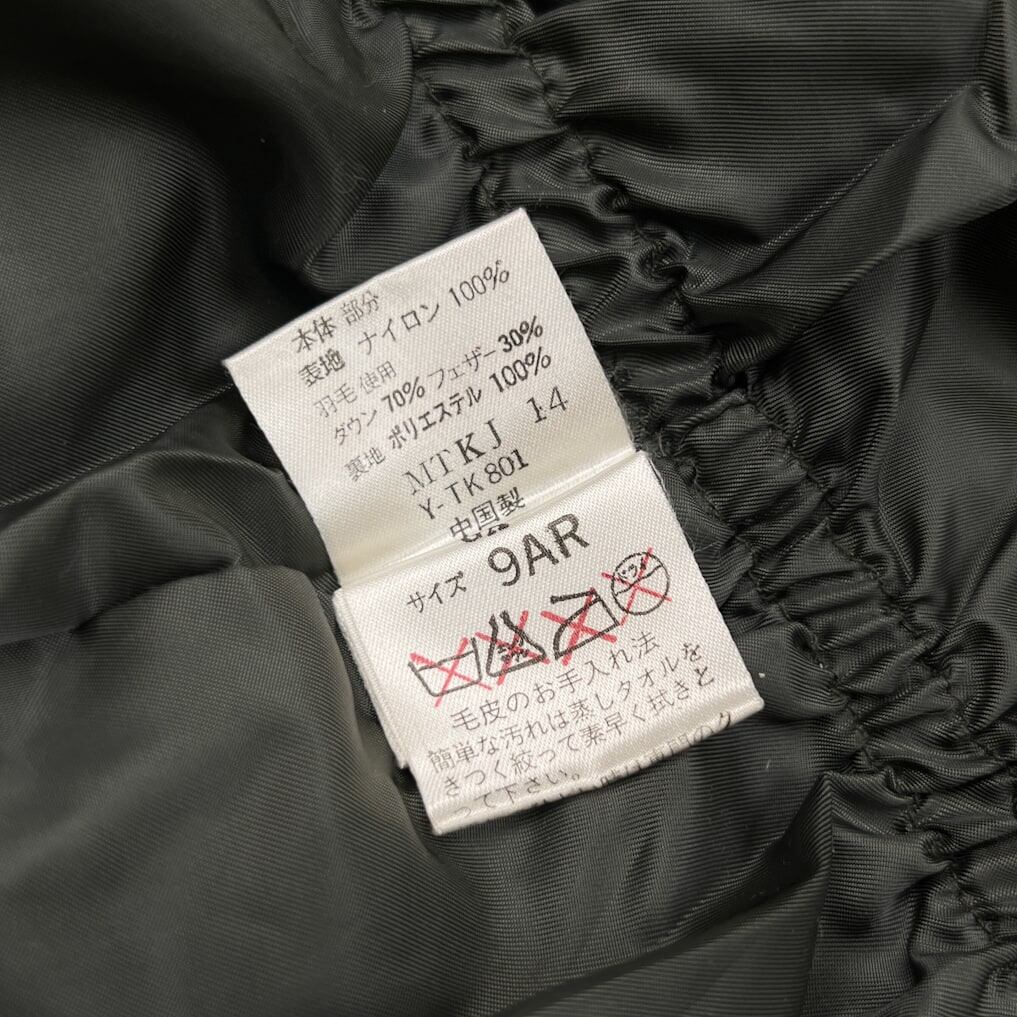 本体 部分
表地 ナイロン 100%
羽毛 使用
ダウン 70% フェザー 30%
裏地 ポリエステル 100%
MTKJ 14
Y-TK801
中国製
サイズ 9AR
ドライ
毛皮のお手入れ法
簡単な汚れは蒸しタオルを
きつく絞って素早く拭きと
って下さい。